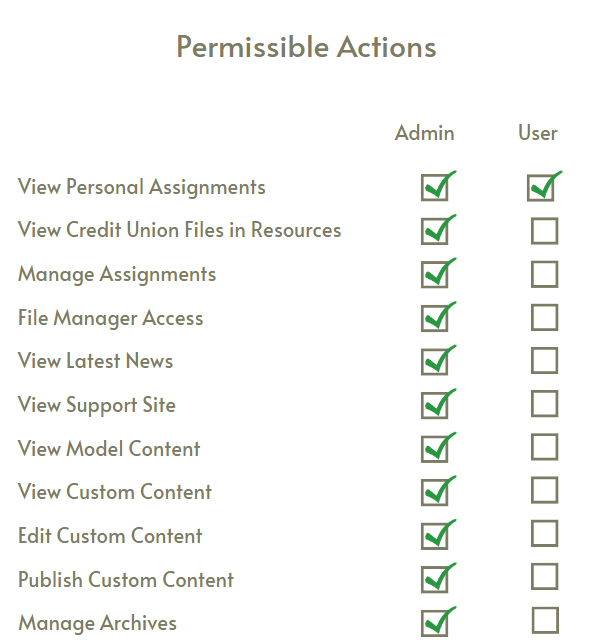 Permissible Actions
Admin User
View Personal Assignments
View Credit Union Files in Resources
Manage Assignments
File Manager Access
View Latest News
View Support Site
View Model Content
View Custom Content
Edit Custom Content
Publish Custom Content
Manage Archives